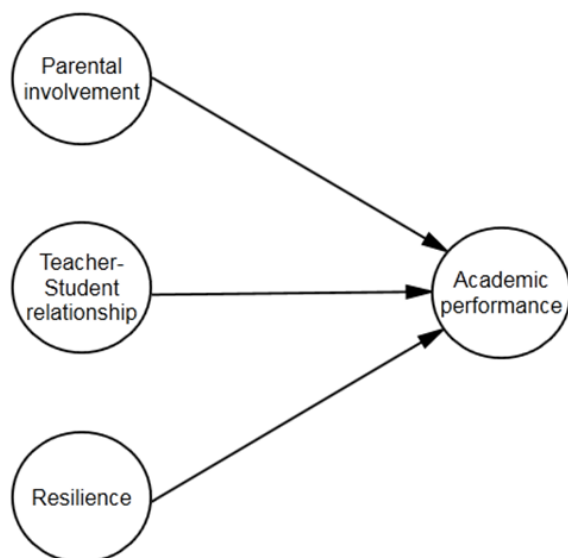 Parental
involvement
Teacher-
Student
relationship
Academic
performance
Resilience